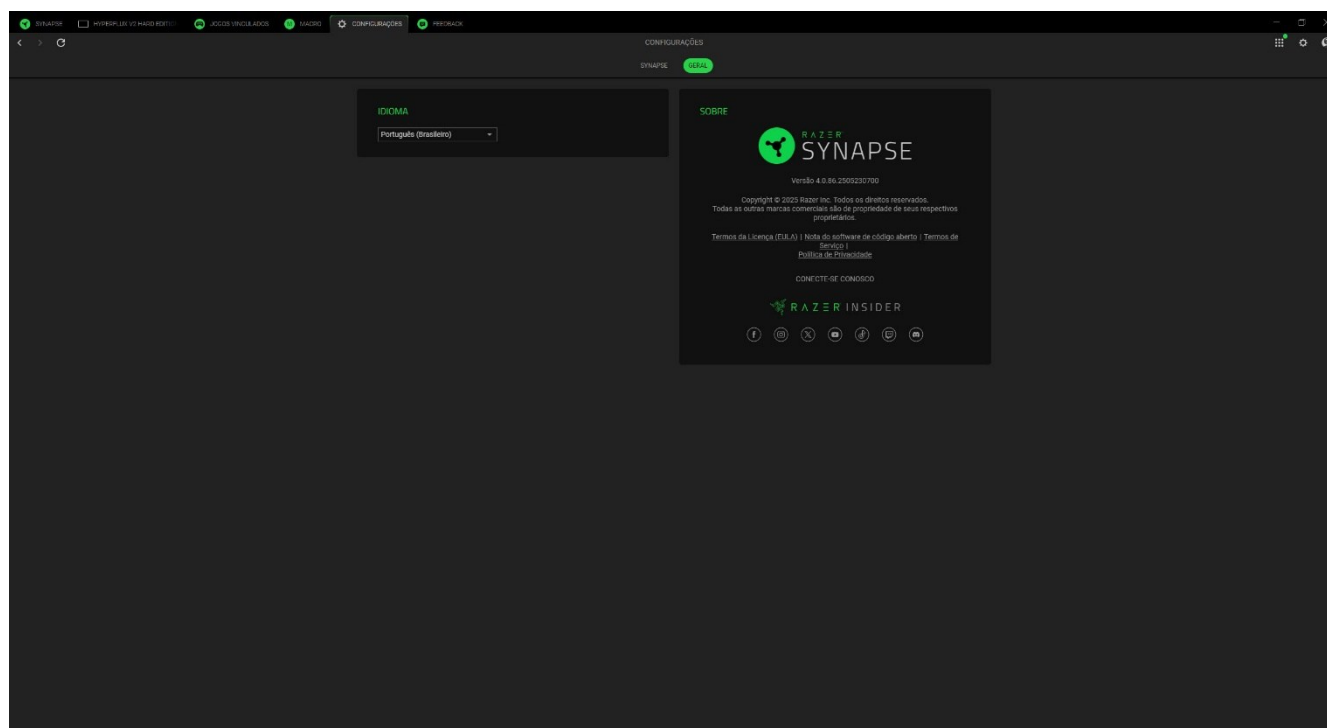 SYNAPSE
HYPERFLUX V2 HARD EDITIO
JOGOS VINCULADOS
MACRO
CONFIGURAÇÕES
FEEDBACK
CONFIGURAÇÕES
SYNAPSE
GERAL
IDIOMA
Português (Brasileiro)
SOBRE
RAZER
SYNAPSE
Versão 4.0.86.2505230700
Copyright © 2025 Razer Inc. Todos os direitos reservados.
Todas as outras marcas comerciais são de propriedade de seus respectivos
proprietários.
Termos da Licença (EULA) | Nota do software de código aberto | Termos de
Serviço |
Política de Privacidade
CONECTE-SE CONOSCO
RAZER INSIDER